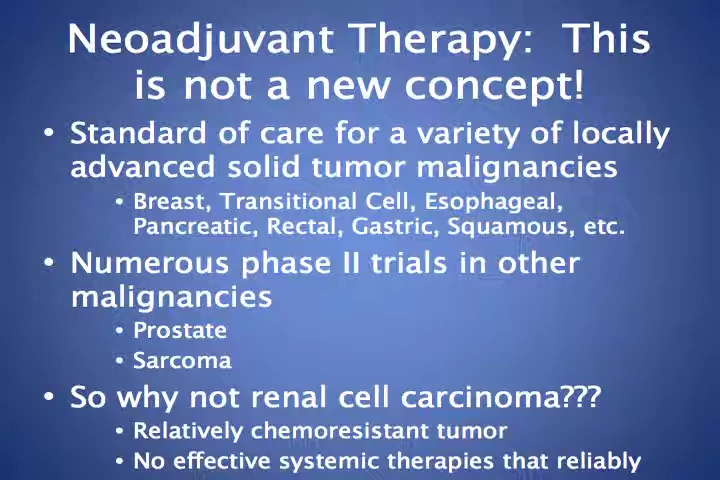 Neoadjuvant Therapy:  This
is not a new concept!
• Standard of care for a variety of locally
advanced solid tumor malignancies
• Breast, Transitional Cell, Esophageal,
Pancreatic, Rectal, Gastric, Squamous, etc.
• Numerous phase II trials in other
malignancies
• Prostate
• Sarcoma
• So why not renal cell carcinoma???
• Relatively chemoresistant tumor
• No effective systemic therapies that reliably